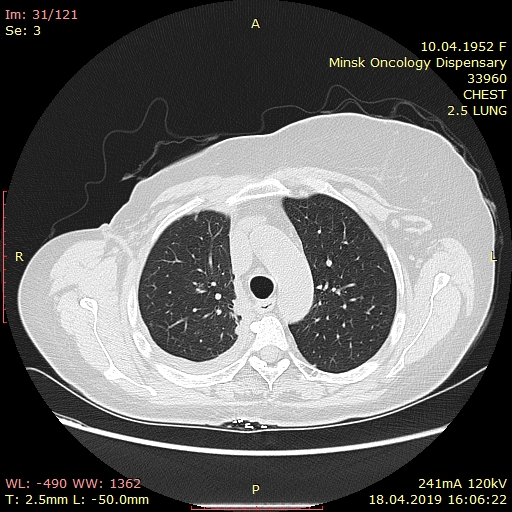 Im: 31/121
Se: 3
A
10.04.1952 F
Minsk Oncology Dispensary
33960
CHEST
2.5 LUNG
R
L
WL: -490 WW: 1362
T: 2.5mm L: -50.0mm
P
241mA 120kV
18.04.2019 16:06:22